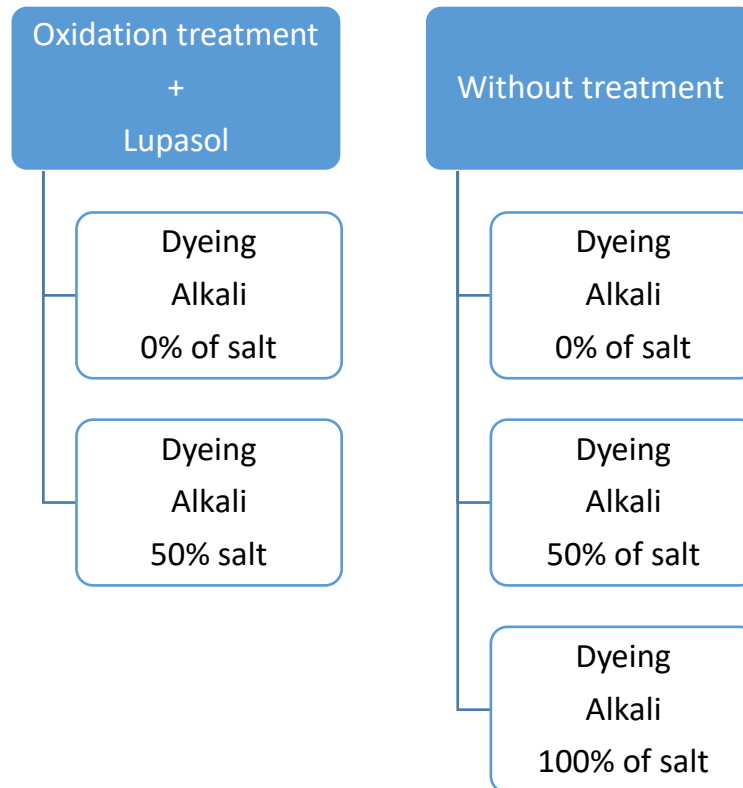 Oxidation treatment
+
Lupasol
Dyeing
Alkali
0% of salt
Dyeing
Alkali
50% salt
Without treatment
Dyeing
Alkali
0% of salt
Dyeing
Alkali
50% of salt
Dyeing
Alkali
100% of salt